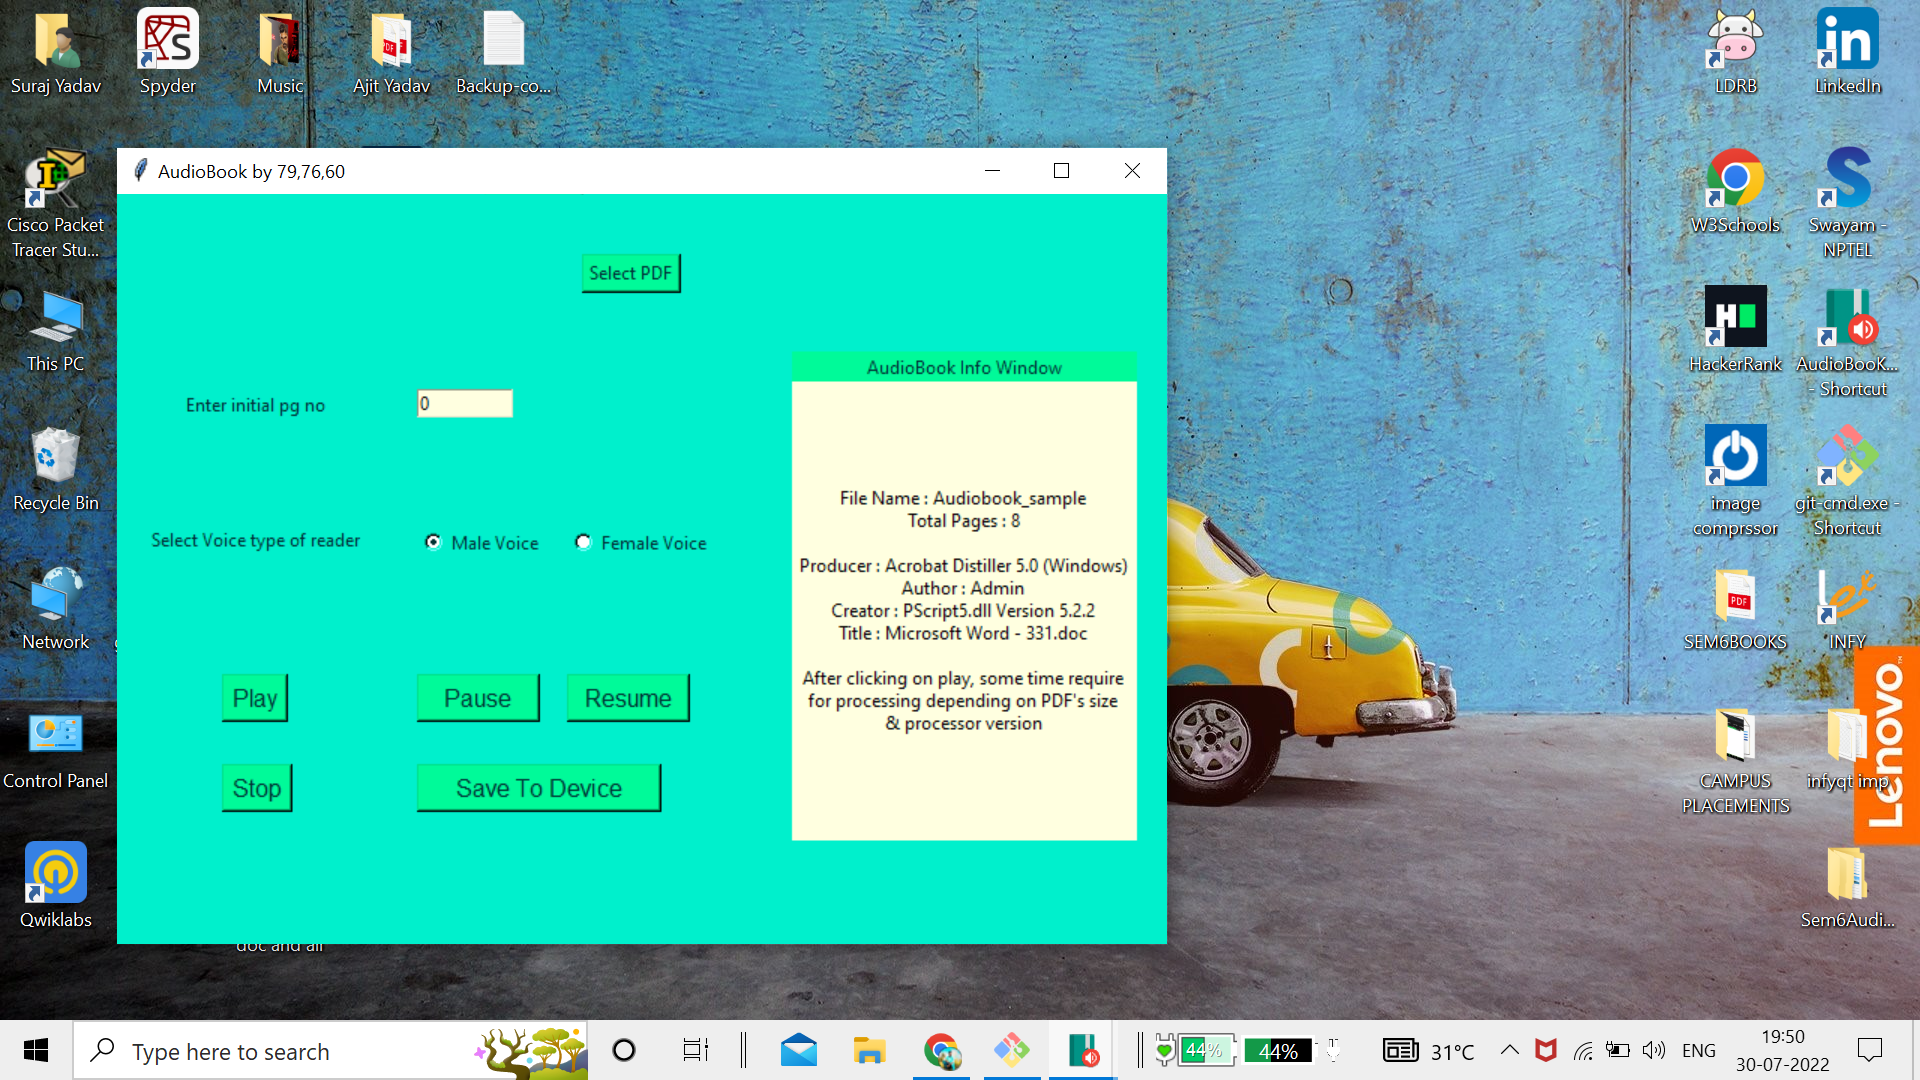 Suraj Yadav
Spyder
Music
Ajit Yadav
Backup-co...
LDRB
LinkedIn
AudioBook by 79,76,60
Cisco Packet
Tracer Stu...
W3Schools
Swayam -
NPTEL
Select PDF
This PC
HackerRank
AudioBooK...
- Shortcut
AudioBook Info Window
Enter initial pg no
0
Recycle Bin
image
comprssor
git-cmd.exe -
Shortcut
File Name : Audiobook_sample
Total Pages : 8
Producer : Acrobat Distiller 5.0 (Windows)
Author : Admin
Creator : PScript5.dll Version 5.2.2
Title : Microsoft Word - 331.doc
After clicking on play, some time require
for processing depending on PDF's size
& processor version
Select Voice type of reader
Male Voice
Female Voice
Network
SEM6BOOKS
INFY
Play
Pause
Resume
Stop
Save To Device
Control Panel
CAMPUS
PLACEMENTS
infyqt imp
Lenovo
Qwiklabs
Sem6Audi...
doc and all
Type here to search
44%
44%
31°C
ENG
19:50
30-07-2022